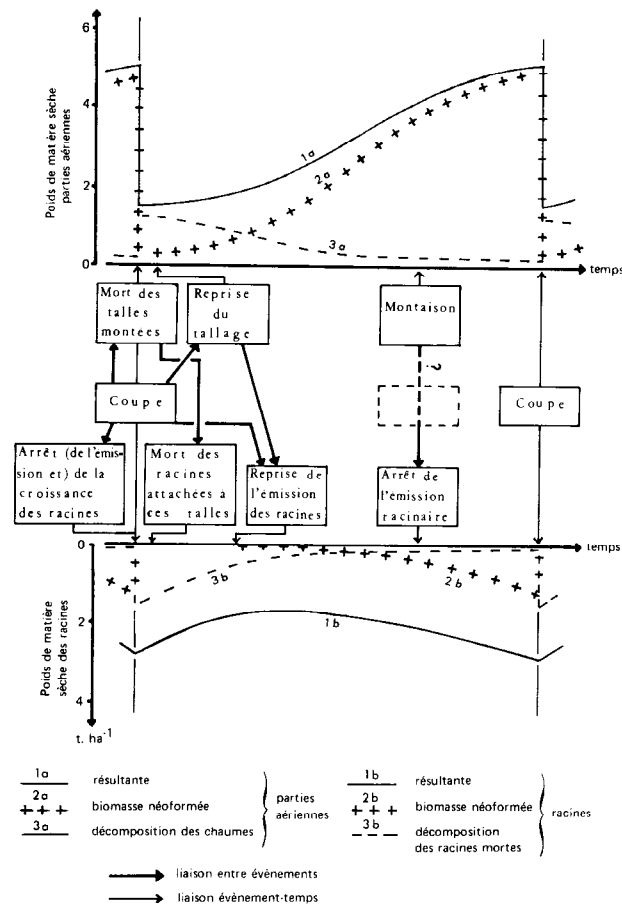 6
Poids de matière sèche
parties aériennes
4
2
0
1a
2a
3a
temps
Mort des
talles
montées
Reprise
du
tallage
Montaison
?
Coupe
Coupe
Arrêt (de l'émis-
sion et) de la
croissance
des racines
Mort des
racines
attachées à
ces talles
Reprise de
l'émission
des racines
Arrêt de
l'émission
racinaire
0
temps
3b
2b
2
1b
Poids de matière
sèche des racines
4
t. ha-1
1a
résultante
2a
biomasse néoformée
3a
décomposition des chaumes
parties
aériennes
1b
résultante
2b
biomasse néoformée
3b
décomposition
des racines mortes
racines
liaison entre évènements
liaison évènement-temps